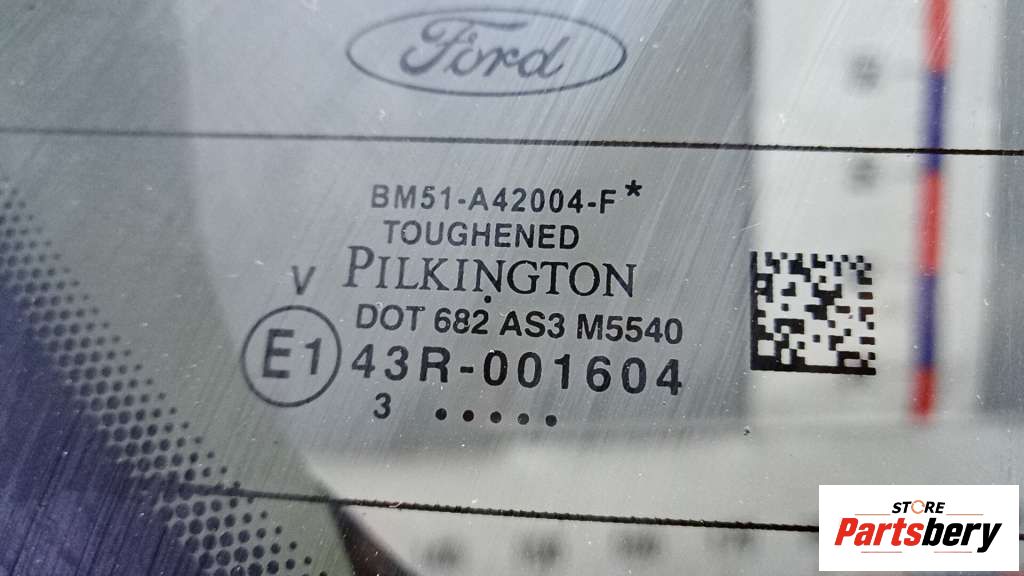 Ford
BM51-A42004-F*
TOUGHENED
V PILKINGTON
DOT 682 AS3 M5540
E1 43R-001604
3 .....
STORE
Partsbery